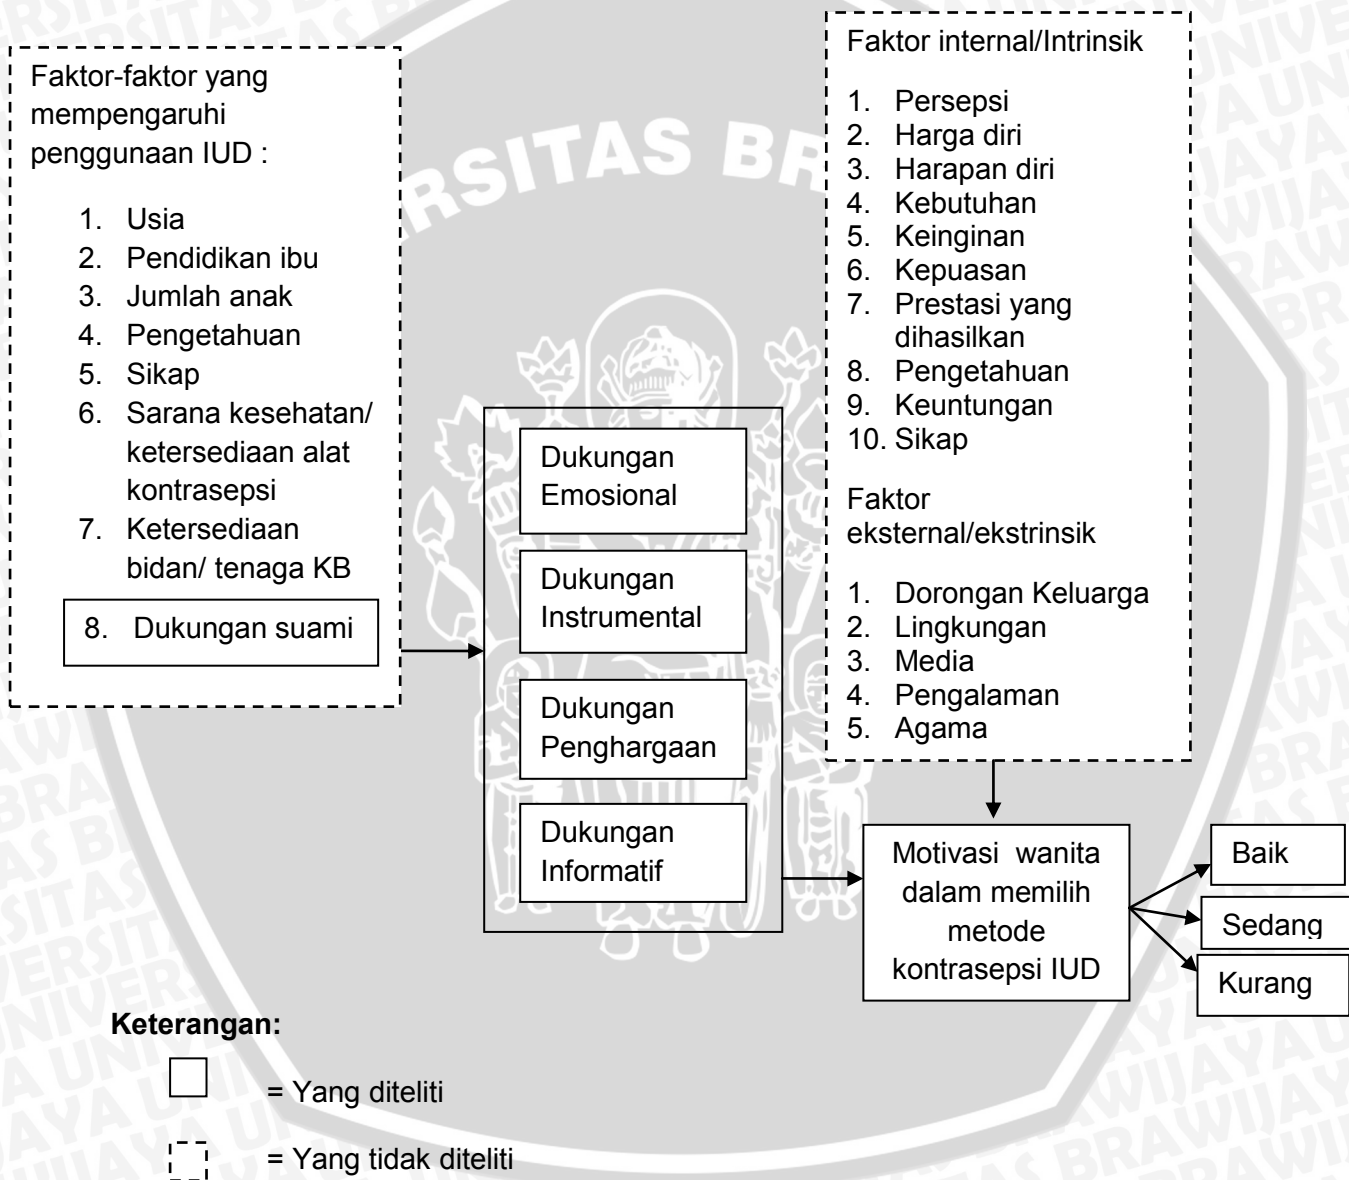 Faktor-faktor yang
mempengaruhi
penggunaan IUD :
1. Usia
2. Pendidikan ibu
3. Jumlah anak
4. Pengetahuan
5. Sikap
6. Sarana kesehatan/
ketersediaan alat
kontrasepsi
7. Ketersediaan
bidan/ tenaga KB
8. Dukungan suami
Dukungan
Emosional
Dukungan
Instrumental
Dukungan
Penghargaan
Dukungan
Informatif
Faktor internal/Intrinsik
1. Persepsi
2. Harga diri
3. Harapan diri
4. Kebutuhan
5. Keinginan
6. Kepuasan
7. Prestasi yang
dihasilkan
8. Pengetahuan
9. Keuntungan
10. Sikap
Faktor
eksternal/ekstrinsik
1. Dorongan Keluarga
2. Lingkungan
3. Media
4. Pengalaman
5. Agama
Motivasi wanita
dalam memilih
metode
kontrasepsi IUD
Baik
Sedang
Kurang
Keterangan:
= Yang diteliti
= Yang tidak diteliti